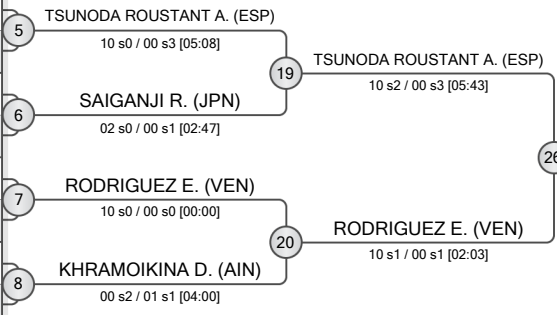 5
TSUNODA ROUSTANT A. (ESP)
10 s0 / 00 s3 [05:08]
19
TSUNODA ROUSTANT A. (ESP)
10 s2 / 00 s3 [05:43]
6
SAIGANJI R. (JPN)
02 s0 / 00 s1 [02:47]
26
7
RODRIGUEZ E. (VEN)
10 s0 / 00 s0 [00:00]
20
RODRIGUEZ E. (VEN)
10 s1 / 00 s1 [02:03]
8
KHRAMOIKINA D. (AIN)
00 s2 / 01 s1 [04:00]